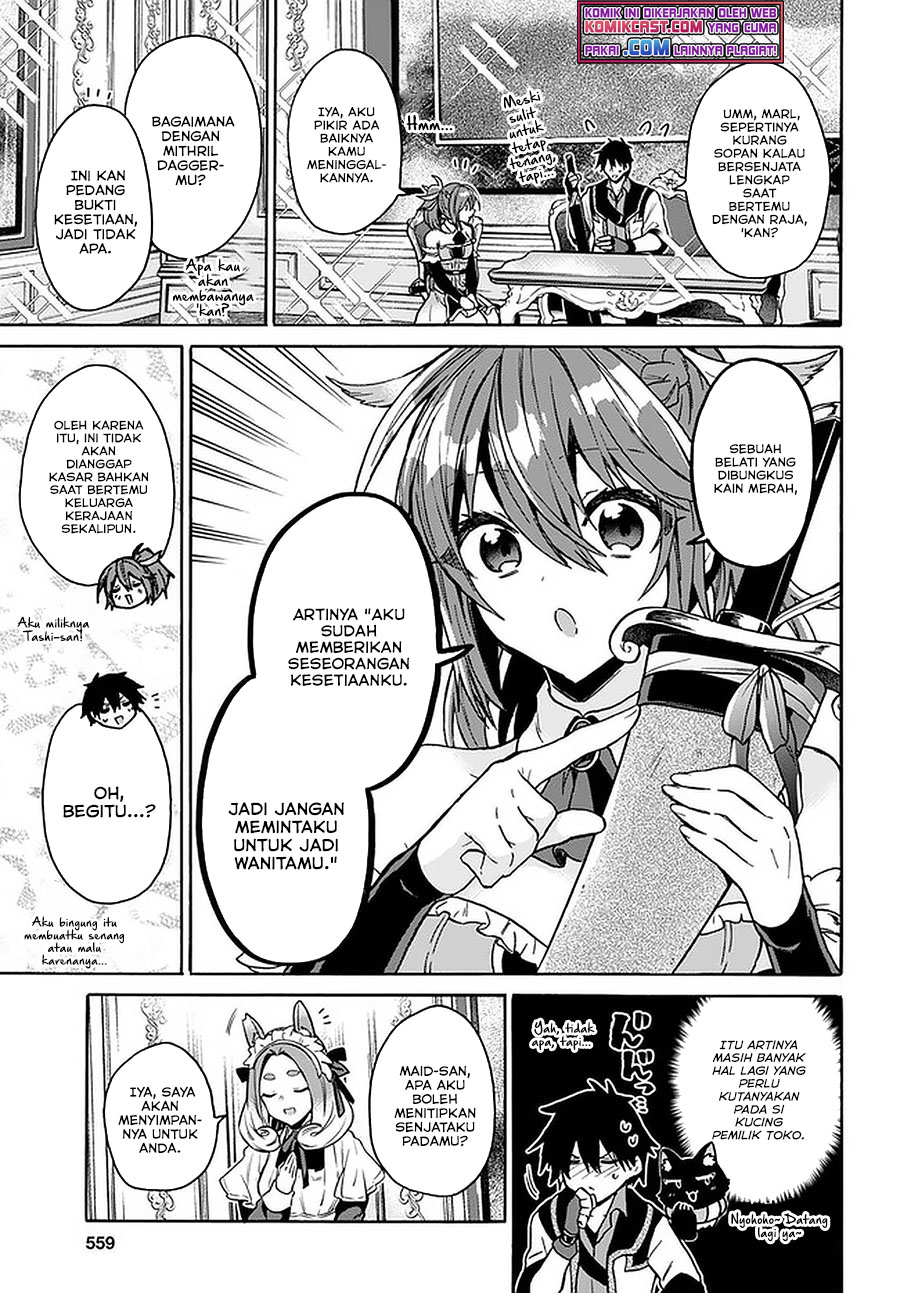 KOMIK INI DIKERJAKAN OLEH WEB
KOMIKCAST.COM YANG CUMA
PAKAI .COM LAINNYA PLAGIAT!
UMM, MARL,
SEPERTINYA
KURANG
SOPAN KALAU
BERSENJATA
LENGKAP
SAAT
BERTEMU
DENGAN RAJA,
'KAN?
Meski
sulit
untuk
tetap
tenang,
tapi...
Hmm...
IYA, AKU
PIKIR ADA
BAIKNYA
KAMU
MENINGGAL-
KANNYA.
BAGAIMANA
DENGAN
MITHRIL
DAGGER-
MU?
Apa kau
akan
membawanya
kan?
INI KAN
PEDANG
BUKTI
KESETIAAN,
JADI TIDAK
APA.
SEBUAH
BELATI YANG
DIBUNGKUS
KAIN MERAH,
ARTINYA "AKU
SUDAH
MEMBERIKAN
SESEORANGAN
KESETIAANKU.
JADI JANGAN
MEMINTAKU
UNTUK JADI
WANITAMU."
OLEH KARENA
ITU, INI TIDAK
AKAN
DIANGGAP
KASAR BAHKAN
SAAT BERTEMU
KELUARGA
KERAJAAN
SEKALIPUN.
Aku miliknya
Tashi-san!
OH,
BEGITU...?
Aku bingung itu
membuatku senang
atau malu
karenanya...
ITU ARTINYA
MASIH BANYAK
HAL LAGI YANG
PERLU
KUTANYAKAN
PADA SI
KUCING
PEMILIK TOKO.
Yah, tidak
apa, tapi...
Nyohoho~ Datang
lagi ya~
MAID-SAN,
APA AKU
BOLEH
MENITIPKAN
SENJATAKU
PADAMU?
IYA, SAYA
AKAN
MENYIMPAN-
NYA UNTUK
ANDA.
559